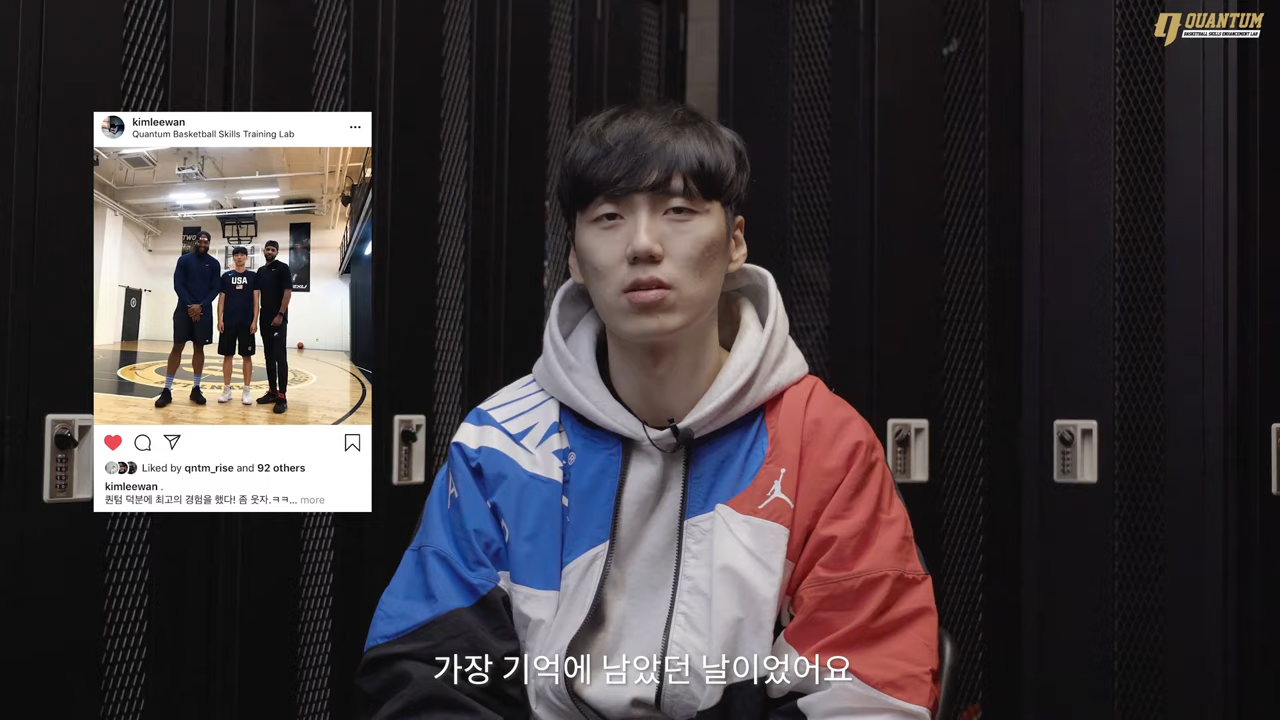 QUANTUM
BASKETBALL SKILLS ENHANCEMENT LAB
kimleewan
Quantum Basketball Skills Training Lab
TWO
USA
Liked by qntm_rise and 92 others
kimleewan .
퀀텀 덕분에 최고의 경험을 했다! 좀 웃자.ㅋㅋ... more
가장 기억에 남았던 날이었어요